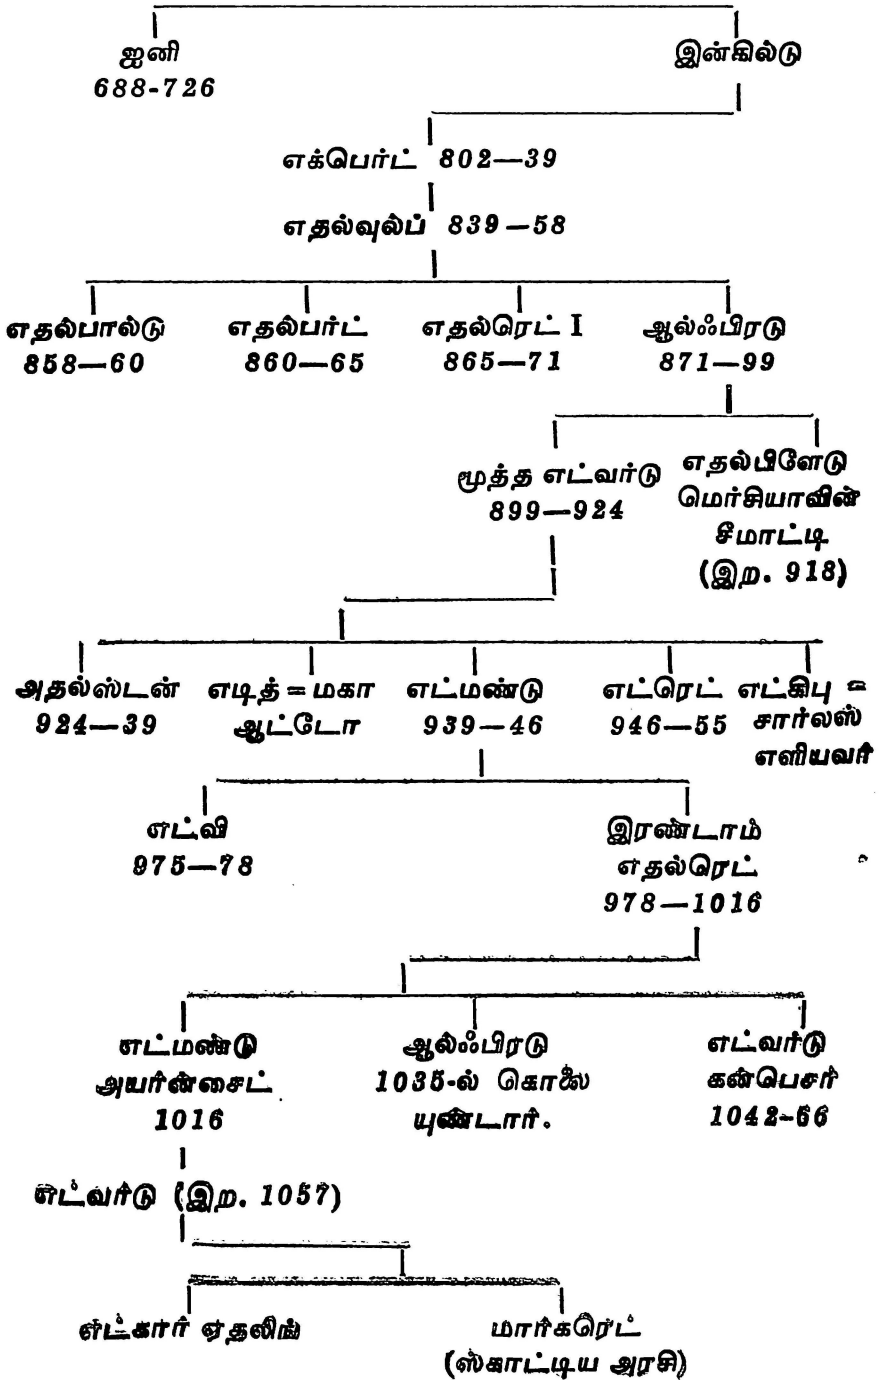 ஐனி இன்கில்டு
688-726
எக்பெர்ட் 802—39
எதல்வுல்ப் 839—58
எதல்பால்டு எதல்பர்ட் எதல்ரெட் I ஆல்ஃபிரடு
858—60 860—65 865—71 871—99
மூத்த எட்வர்டு
899—924
எதல்பிளேடு
மெர்சியாவின்
சீமாட்டி
(இற. 918)
அதல்ஸ்டன் எடித் = மகா எட்மண்டு எட்ரெட் எட்கிபு =
924—39 ஆட்டோ 939—46 946—55 சார்லஸ்
எளியவர்
எட்வி
975—78
இரண்டாம்
எதல்ரெட்
978—1016
எட்மண்டு ஆல்ஃபிரடு எட்வர்டு
அயர்ன்சைட் 1035-ல் கொலை கன்பெசர்
1016 யுண்டார். 1042-66
எட்வர்டு (இற. 1057)
எட்கார் ஏதலிங் மார்கரெட்
(ஸ்காட்டிய அரசி)